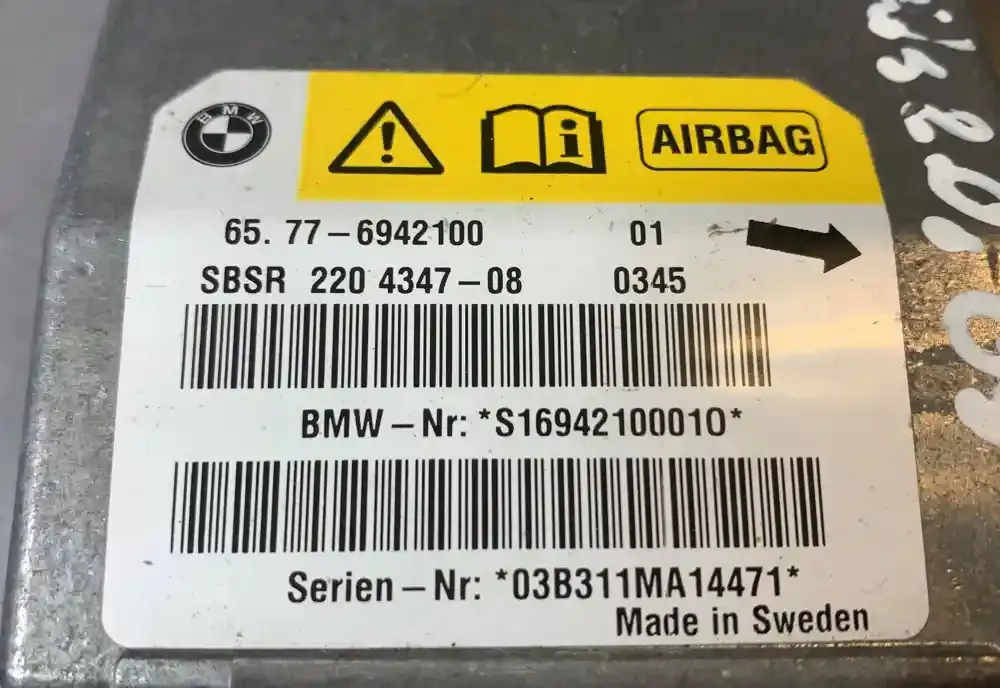 BMW
AIRBAG
65. 77-6942100 01
SBSR 220 4347-08 0345
BMW-Nr: *S16942100010*
Serien-Nr: *03B311MA14471*
Made in Sweden